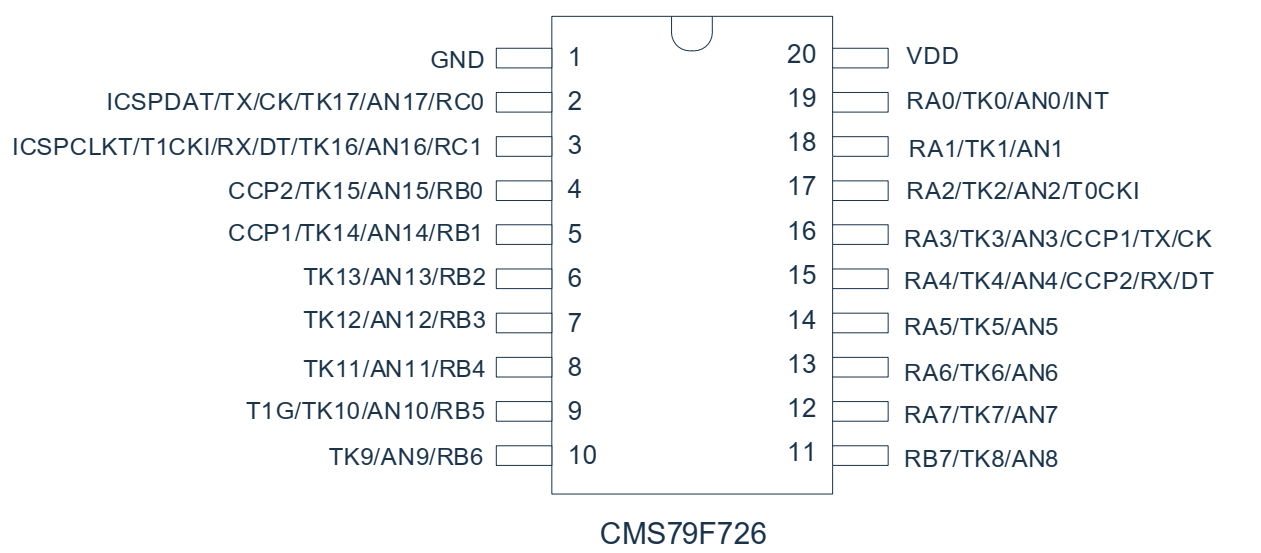 GND 1 20 VDD
ICSPDAT/TX/CK/TK17/AN17/RC0 2 19 RA0/TK0/AN0/INT
ICSPCLKT/T1CKI/RX/DT/TK16/AN16/RC1 3 18 RA1/TK1/AN1
CCP2/TK15/AN15/RB0 4 17 RA2/TK2/AN2/T0CKI
CCP1/TK14/AN14/RB1 5 16 RA3/TK3/AN3/CCP1/TX/CK
TK13/AN13/RB2 6 15 RA4/TK4/AN4/CCP2/RX/DT
TK12/AN12/RB3 7 14 RA5/TK5/AN5
TK11/AN11/RB4 8 13 RA6/TK6/AN6
T1G/TK10/AN10/RB5 9 12 RA7/TK7/AN7
TK9/AN9/RB6 10 11 RB7/TK8/AN8
CMS79F726